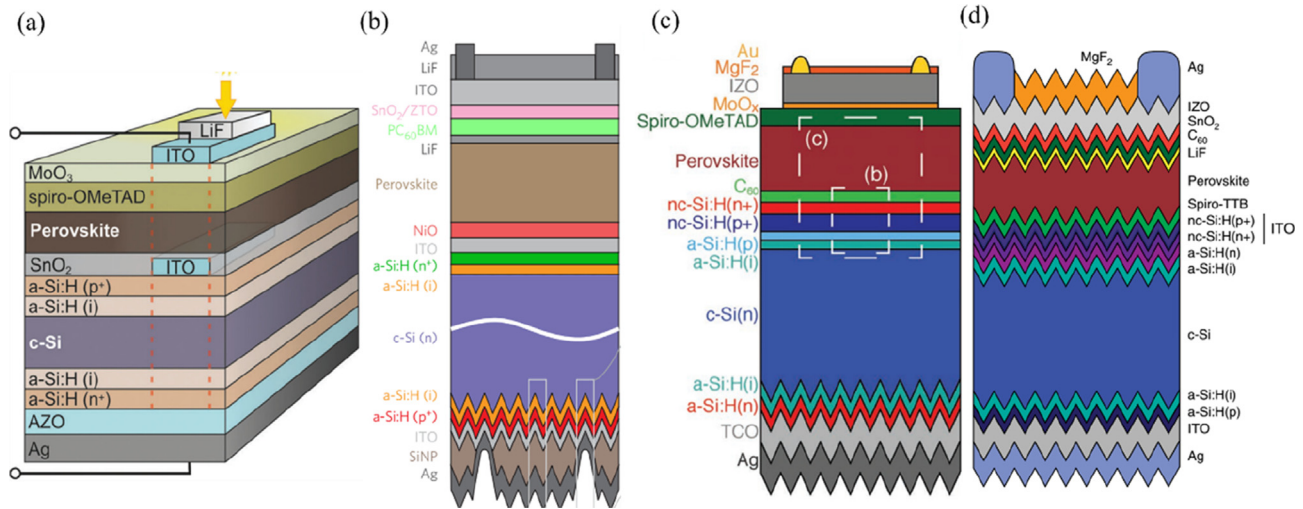 (a)
LiF
ITO
MoO₃
spiro-OMeTAD
Perovskite
SnO₂
ITO
a-Si:H (p⁺)
a-Si:H (i)
c-Si
a-Si:H (i)
a-Si:H (n⁺)
AZO
Ag
(b)
Ag
LiF
ITO
SnO₂/ZTO
PC₆₀BM
LiF
Perovskite
NiO
ITO
a-Si:H (n⁺)
a-Si:H (i)
c-Si (n)
a-Si:H (i)
a-Si:H (p⁺)
ITO
SiNP
Ag
(c)
Au
MgF₂
IZO
MoOₓ
Spiro-OMeTAD
(c)
Perovskite
(b)
C₆₀
nc-Si:H(n+)
nc-Si:H(p+)
a-Si:H(p)
a-Si:H(i)
c-Si(n)
a-Si:H(i)
a-Si:H(n)
TCO
Ag
(d)
MgF₂
Ag
IZO
SnO₂
C₆₀
LiF
Perovskite
Spiro-TTB
nc-Si:H(p+)
ITO
nc-Si:H(n+)
a-Si:H(n)
a-Si:H(i)
c-Si
a-Si:H(i)
a-Si:H(p)
ITO
Ag